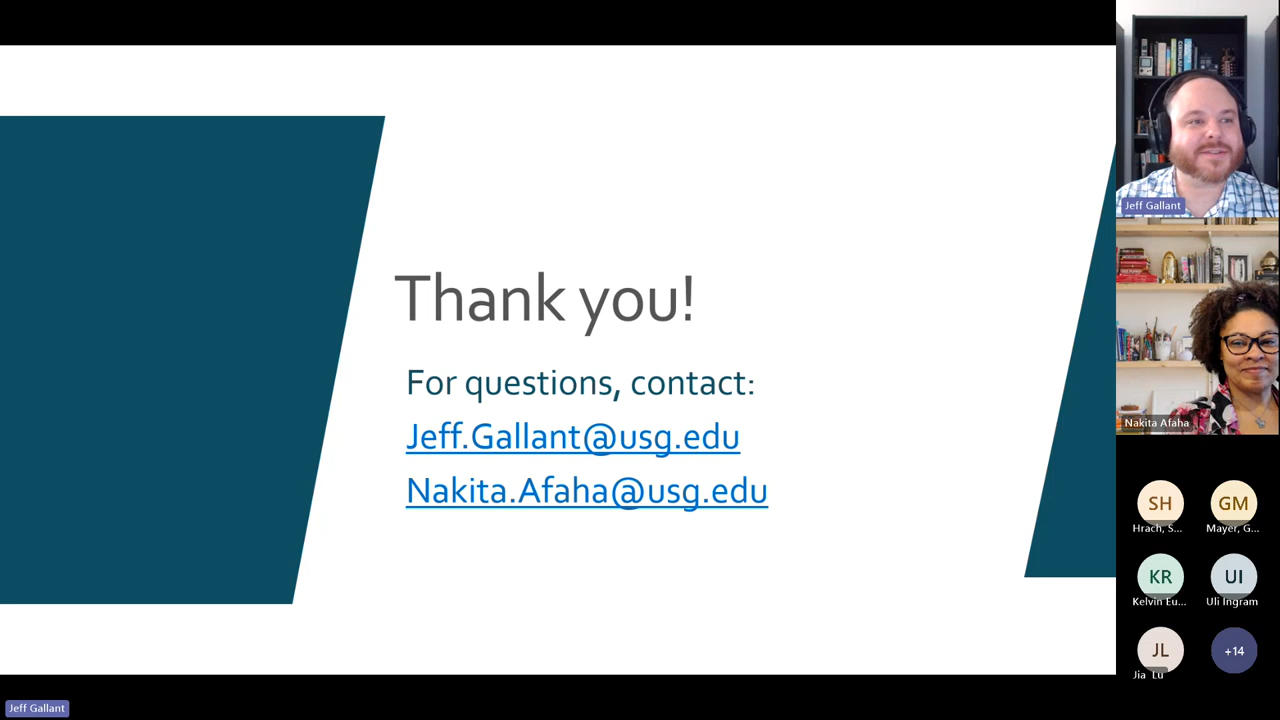 Thank you!
For questions, contact:
Jeff.Gallant@usg.edu
Nakita.Afaha@usg.edu
Jeff Gallant
Nakita Afaha
SH
GM
Hrach, S...
Mayer, G...
KR
UI
Kelvin Eu...
Uli Ingram
JL
+14
Jia Lu
Jeff Gallant